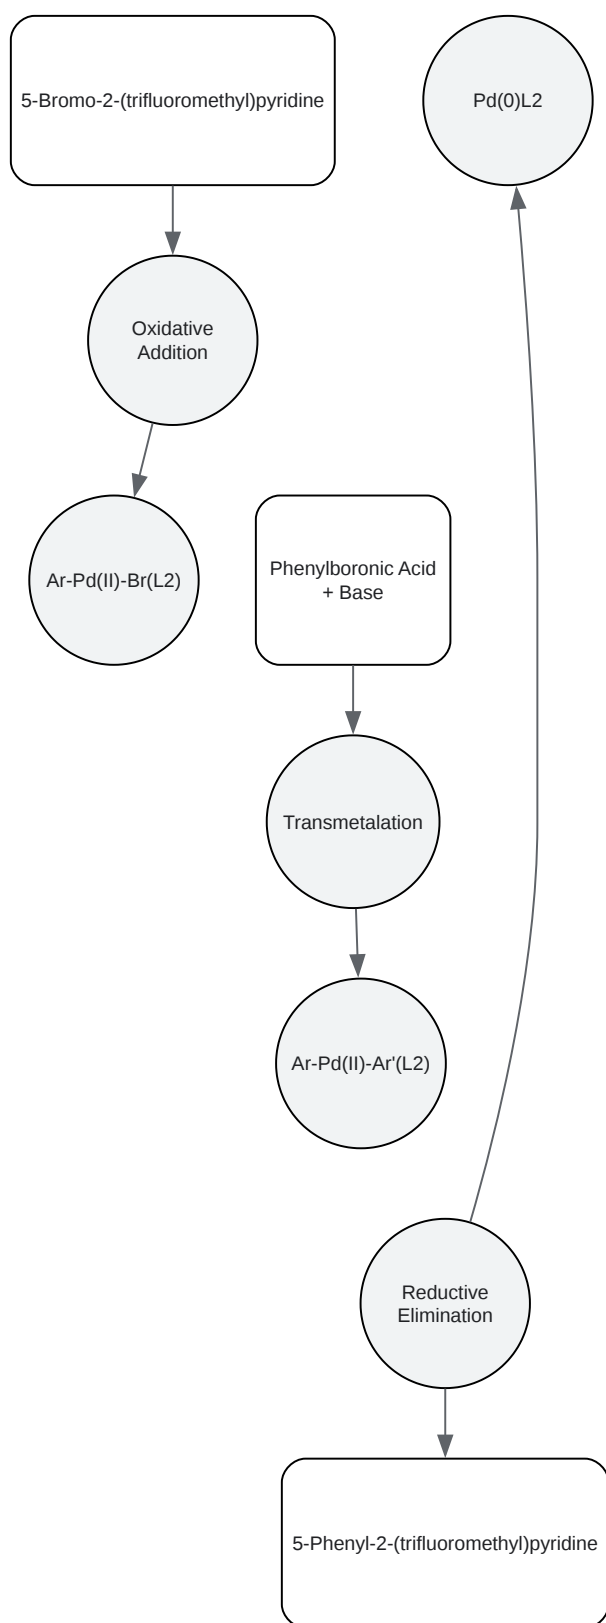 5-Bromo-2-(trifluoromethyl)pyridine
Pd(0)L2
Oxidative
Addition
Ar-Pd(II)-Br(L2)
Phenylboronic Acid
+ Base
Transmetalation
Ar-Pd(II)-Ar'(L2)
Reductive
Elimination
5-Phenyl-2-(trifluoromethyl)pyridine